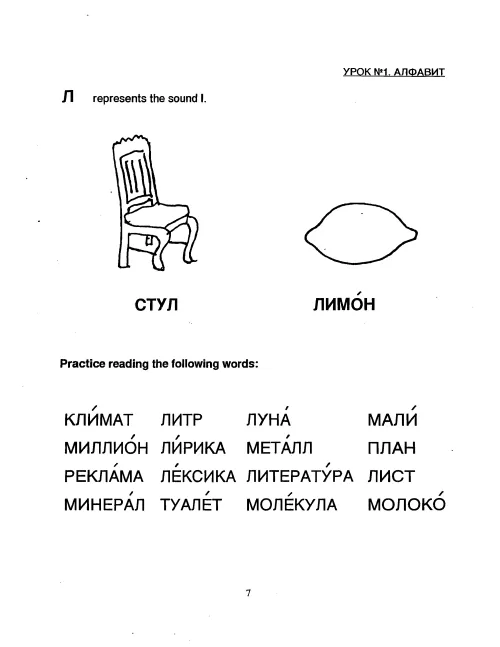 УРОК №1. АЛФАВИТ
Л represents the sound l.
СТУЛ ЛИМО́Н
Practice reading the following words:
КЛИ́МАТ ЛИТР ЛУНА́ МАЛИ́
МИЛЛИО́Н ЛИ́РИКА МЕТА́ЛЛ ПЛАН
РЕКЛА́МА ЛЕ́КСИКА ЛИТЕРАТУ́РА ЛИСТ
МИНЕРА́Л ТУАЛЕ́Т МОЛЕ́КУЛА МОЛОКО́
7